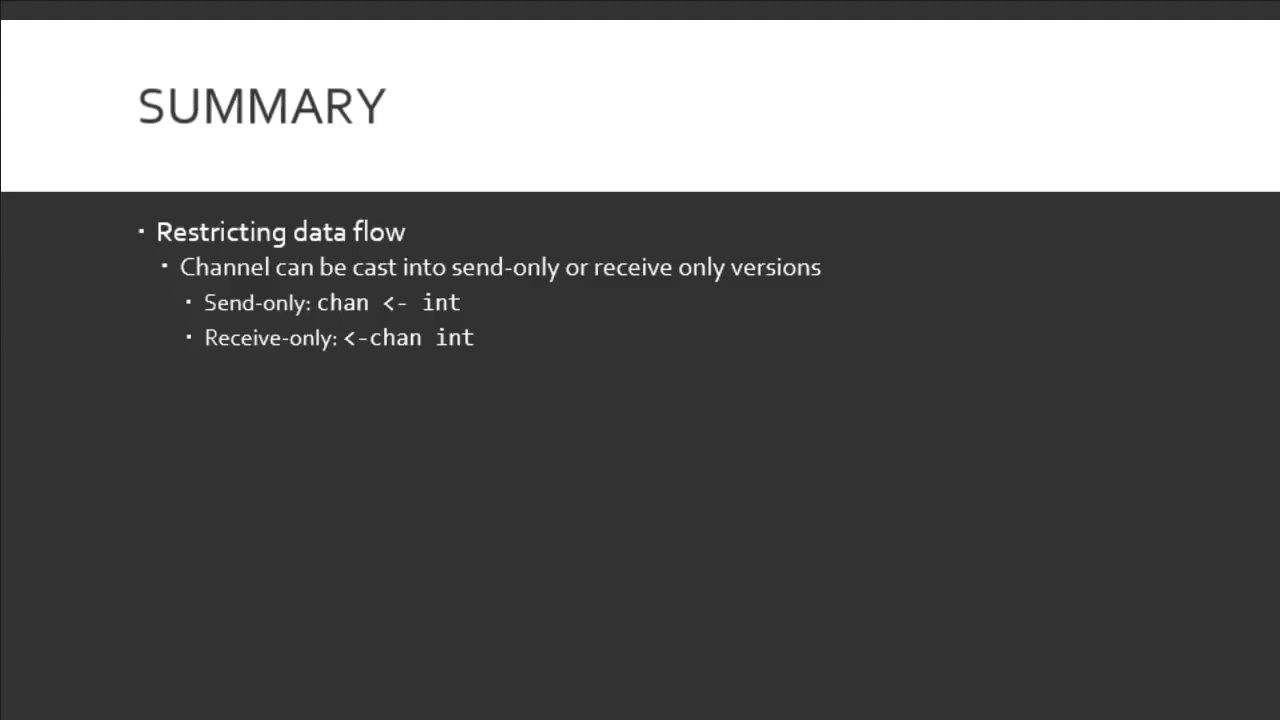 SUMMARY
▪ Restricting data flow
▪ Channel can be cast into send-only or receive only versions
▪ Send-only: chan <- int
▪ Receive-only: <-chan int